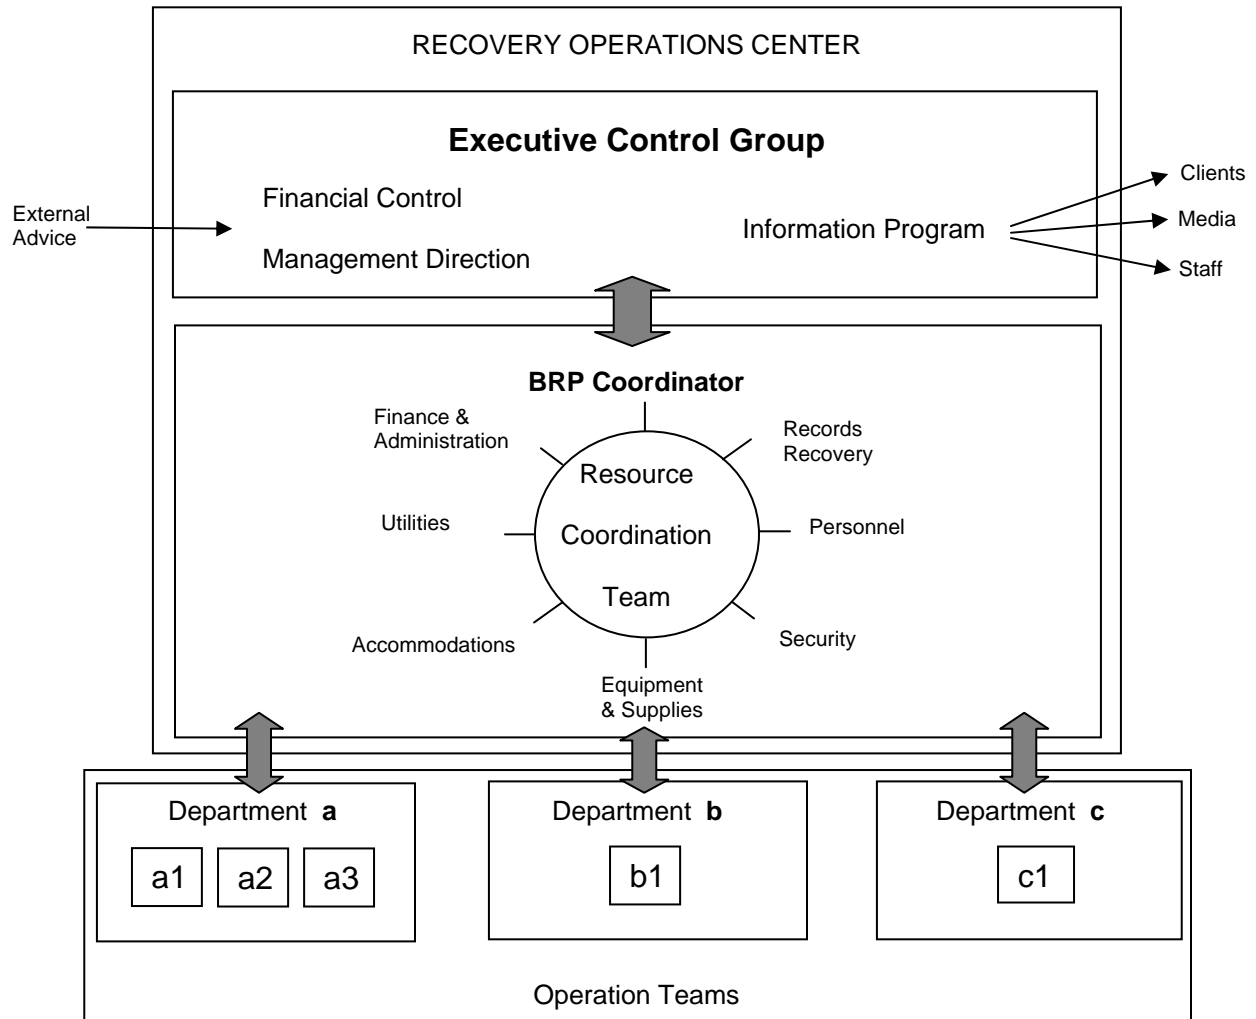 RECOVERY OPERATIONS CENTER
Executive Control Group
Financial Control
Management Direction
Information Program
External
Advice
Clients
Media
Staff
BRP Coordinator
Finance &
Administration
Records
Recovery
Resource
Coordination
Team
Utilities
Personnel
Accommodations
Security
Equipment
& Supplies
Department a
a1 a2 a3
Department b
b1
Department c
c1
Operation Teams